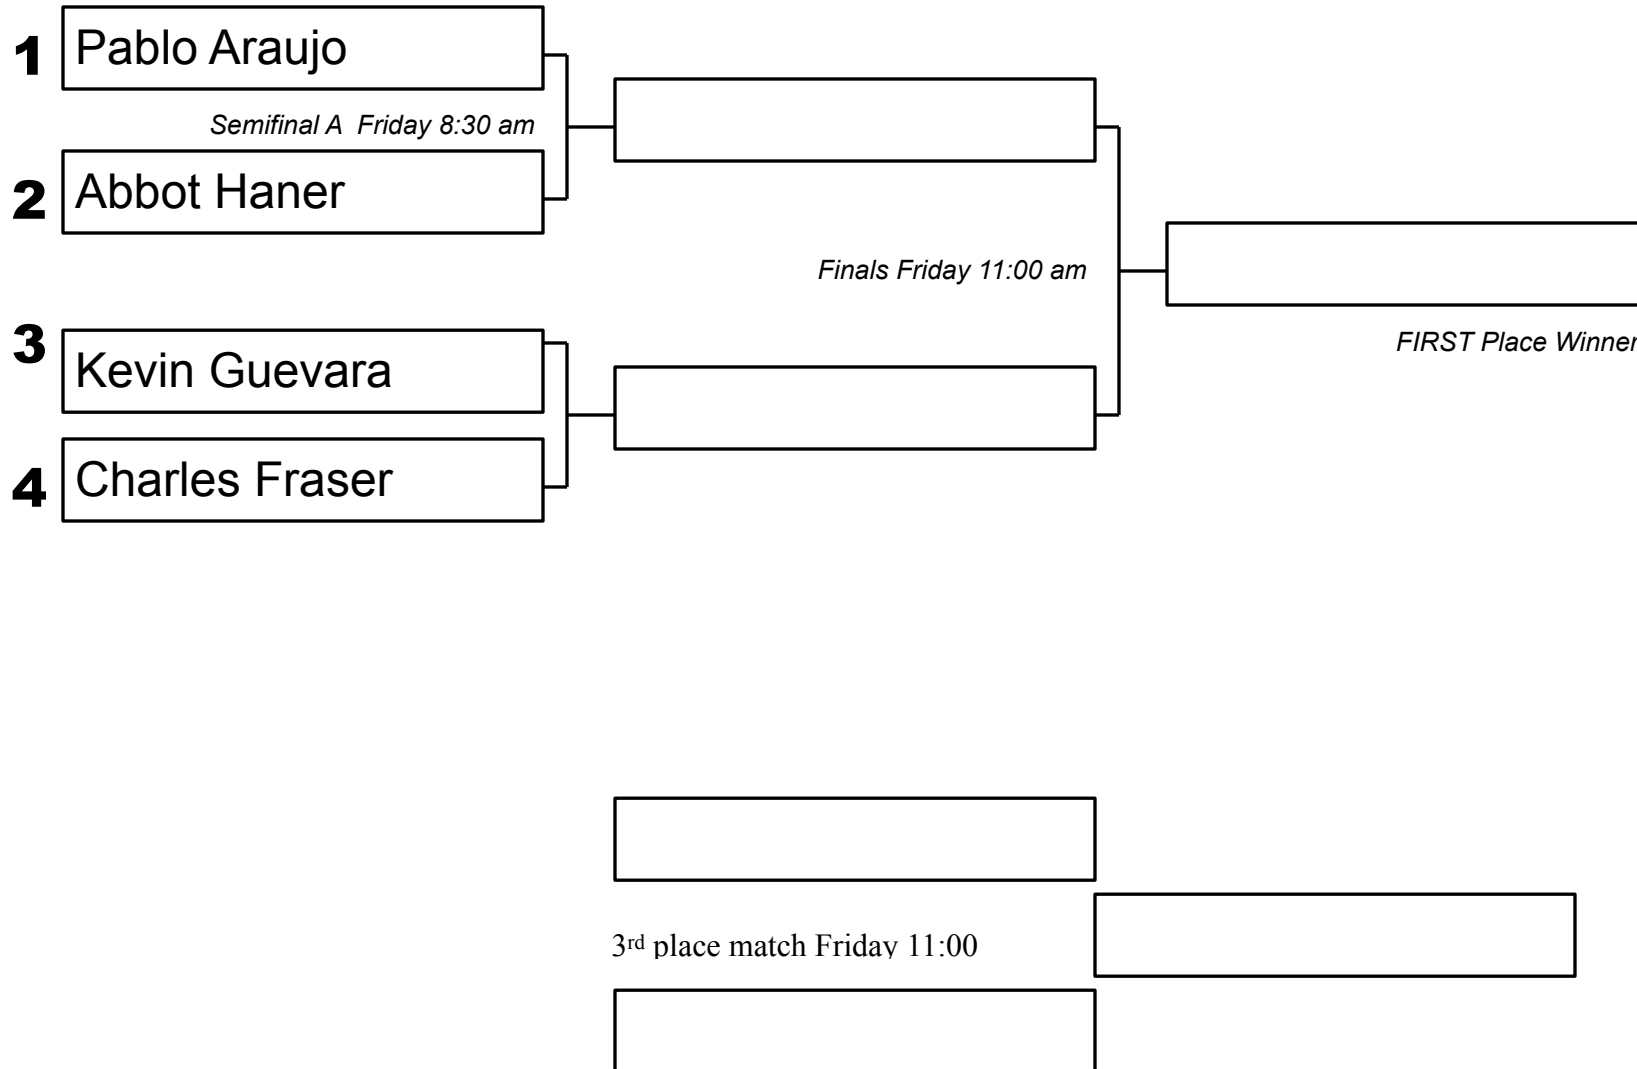 1 Pablo Araujo
Semifinal A  Friday 8:30 am
2 Abbot Haner
Finals Friday 11:00 am
3 Kevin Guevara
FIRST Place Winner
4 Charles Fraser
3rd place match Friday 11:00